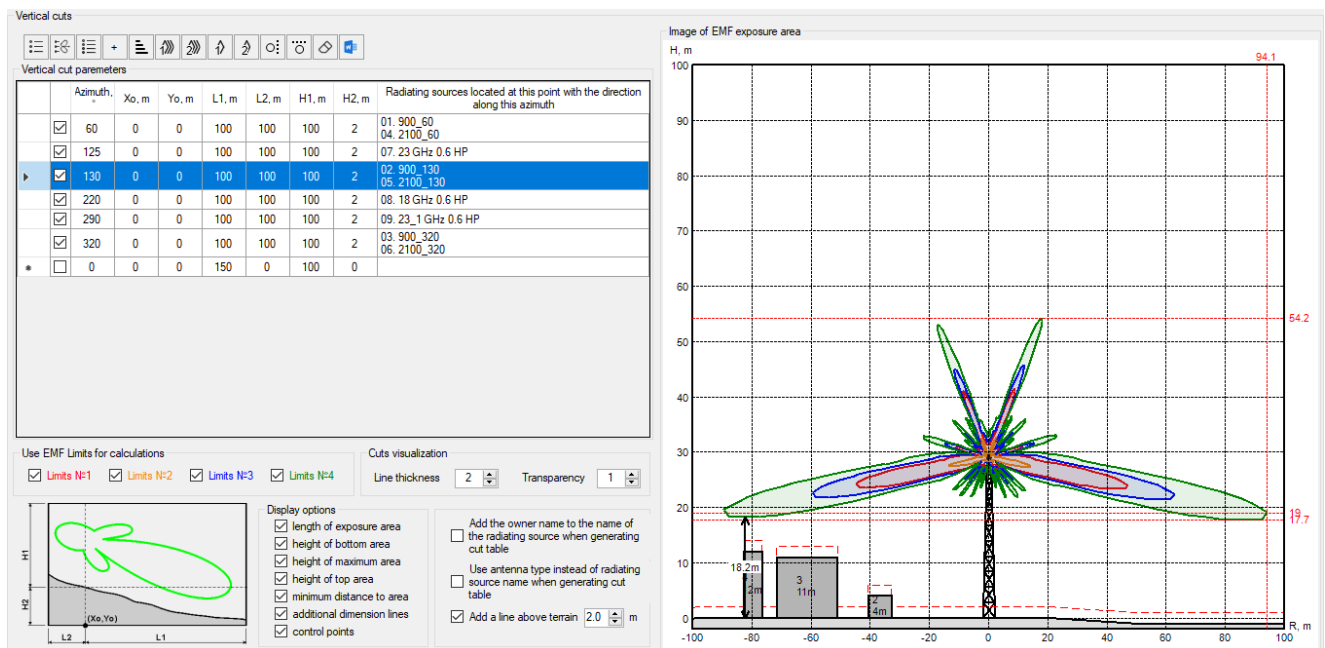 Vertical cuts
Vertical cut paremeters
Azimuth, ° Xo, m Yo, m L1, m L2, m H1, m H2, m Radiating sources located at this point with the direction along this azimuth
60 0 0 100 100 100 2 01. 900_60
04. 2100_60
125 0 0 100 100 100 2 07. 23 GHz 0.6 HP
130 0 0 100 100 100 2 02. 900_130
05. 2100_130
220 0 0 100 100 100 2 08. 18 GHz 0.6 HP
290 0 0 100 100 100 2 09. 23_1 GHz 0.6 HP
320 0 0 100 100 100 2 03. 900_320
06. 2100_320
* 0 0 0 150 0 100 0
Use EMF Limits for calculations
Limits №1 Limits №2 Limits №3 Limits №4
Cuts visualization
Line thickness 2 Transparency 1
H1
H2
(Xo,Yo)
L2 L1
Display options
length of exposure area
height of bottom area
height of maximum area
height of top area
minimum distance to area
additional dimension lines
control points
Add the owner name to the name of
the radiating source when generating
cut table
Use antenna type instead of radiating
source name when generating cut
table
Add a line above terrain 2.0 m
Image of EMF exposure area
H, m
94.1
100
90
80
70
60
54.2
50
40
30
20
19
17.7
10
18.2m
3
11m
2m
2
4m
0
-100 -80 -60 -40 -20 0 20 40 60 80 100
R, m